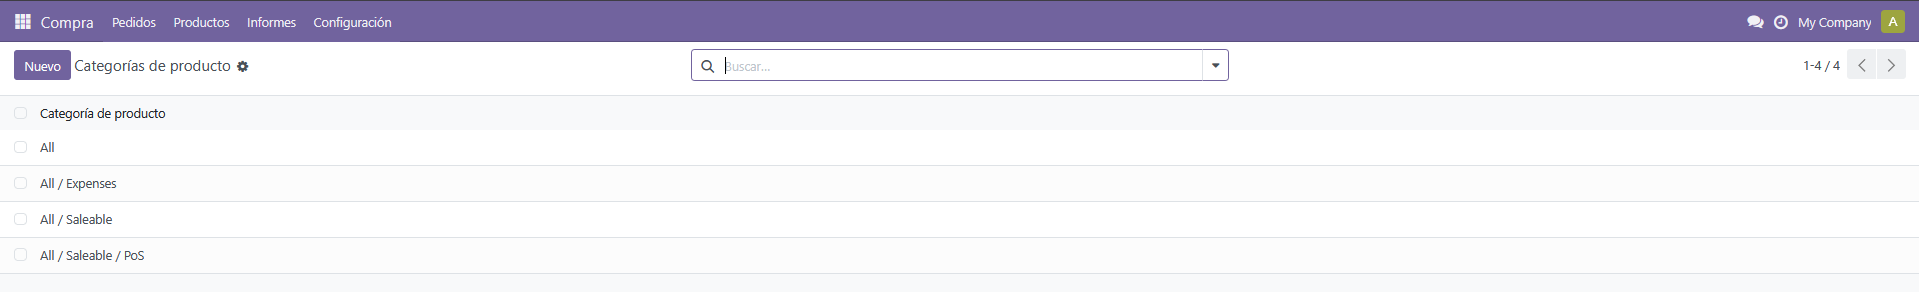 Compra Pedidos Productos Informes Configuración My Company A
Nuevo Categorías de producto Buscar... 1-4 / 4
Categoría de producto
All
All / Expenses
All / Saleable
All / Saleable / PoS